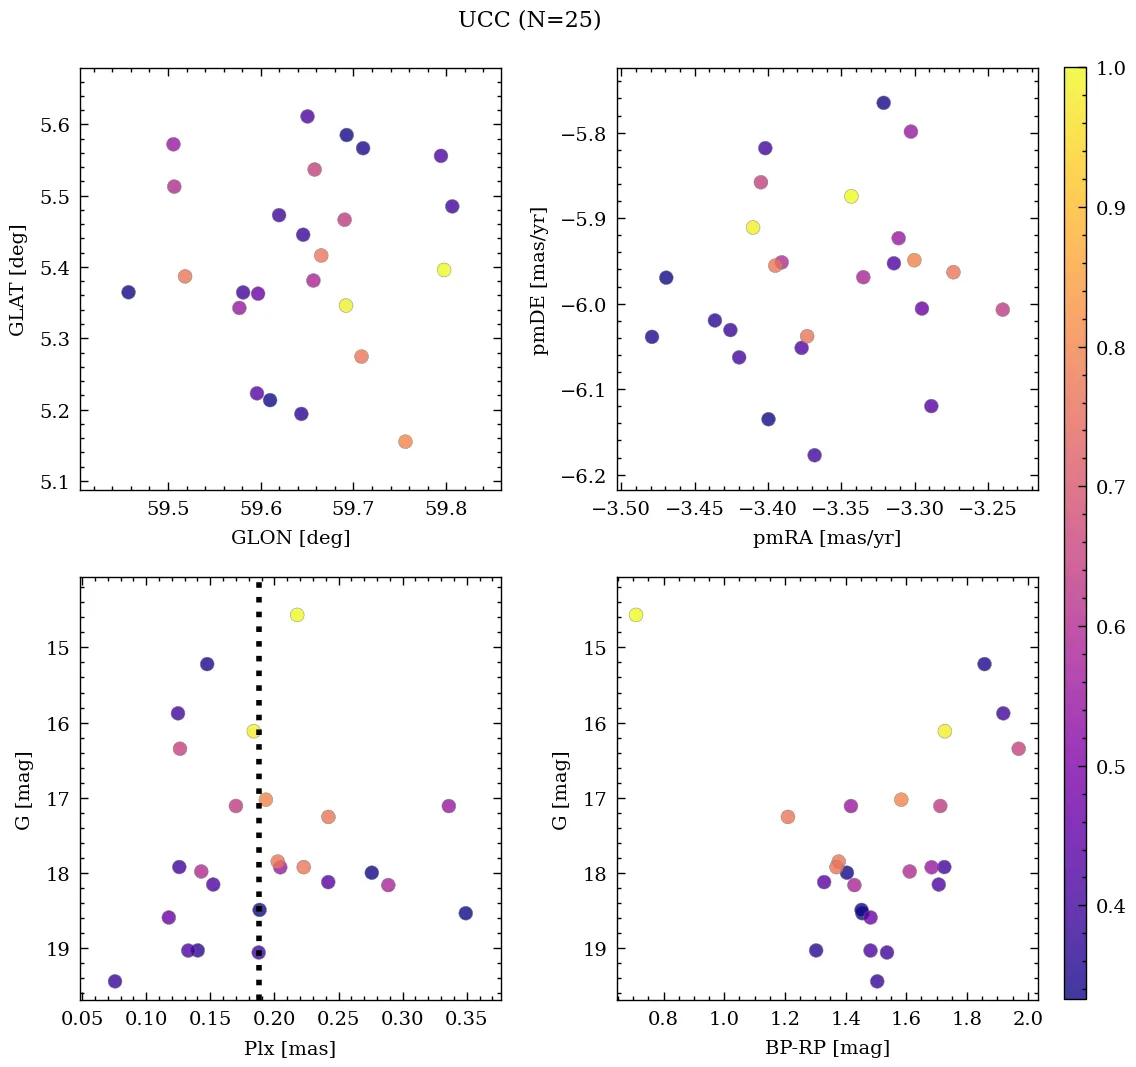 UCC (N=25)
5.6
5.5
5.4
5.3
5.2
5.1
GLAT [deg]
59.5 59.6 59.7 59.8
GLON [deg]
−5.8
−5.9
−6.0
−6.1
−6.2
pmDE [mas/yr]
−3.50 −3.45 −3.40 −3.35 −3.30 −3.25
pmRA [mas/yr]
15
16
17
18
19
G [mag]
0.05 0.10 0.15 0.20 0.25 0.30 0.35
Plx [mas]
15
16
17
18
19
G [mag]
0.8 1.0 1.2 1.4 1.6 1.8 2.0
BP-RP [mag]
1.0
0.9
0.8
0.7
0.6
0.5
0.4